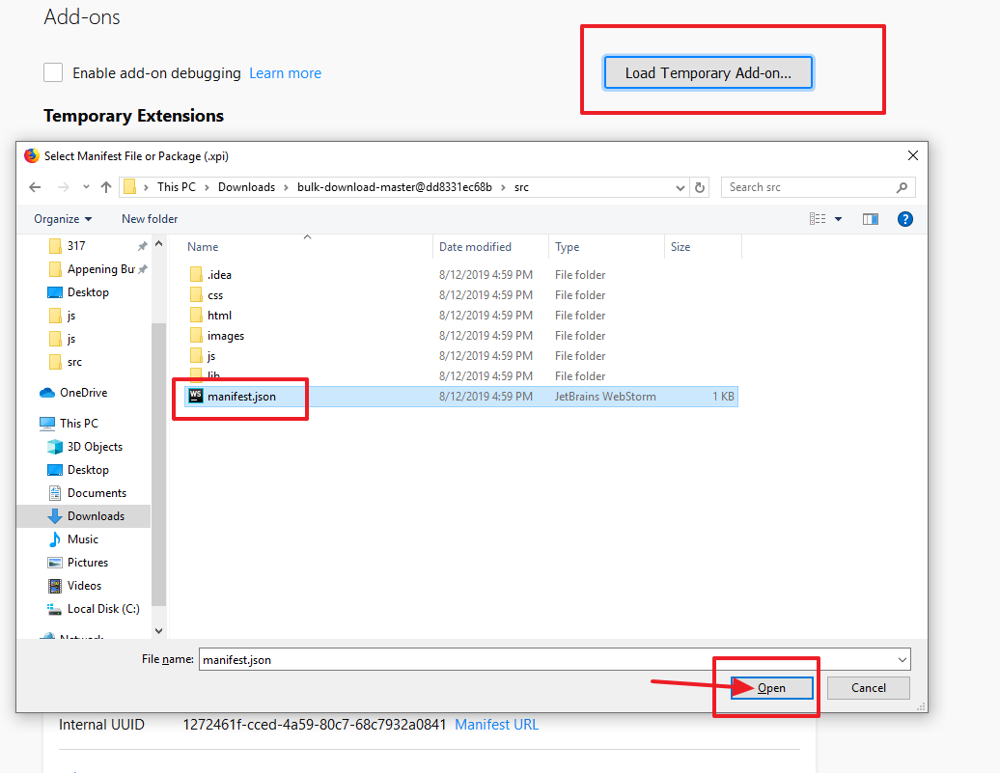 Add-ons
Enable add-on debugging Learn more
Load Temporary Add-on...
Temporary Extensions
Select Manifest File or Package (.xpi)
This PC > Downloads > bulk-download-master@dd8331ec68b > src
Search src
Organize
New folder
317
Appening Bu
Desktop
js
js
src
OneDrive
This PC
3D Objects
Desktop
Documents
Downloads
Music
Pictures
Videos
Local Disk (C:)
Network
Name Date modified Type Size
.idea 8/12/2019 4:59 PM File folder
css 8/12/2019 4:59 PM File folder
html 8/12/2019 4:59 PM File folder
images 8/12/2019 4:59 PM File folder
js 8/12/2019 4:59 PM File folder
lib 8/12/2019 4:59 PM File folder
WS manifest.json 8/12/2019 4:59 PM JetBrains WebStorm 1 KB
File name: manifest.json
Open
Cancel
Internal UUID 1272461f-cced-4a59-80c7-68c7932a0841 Manifest URL